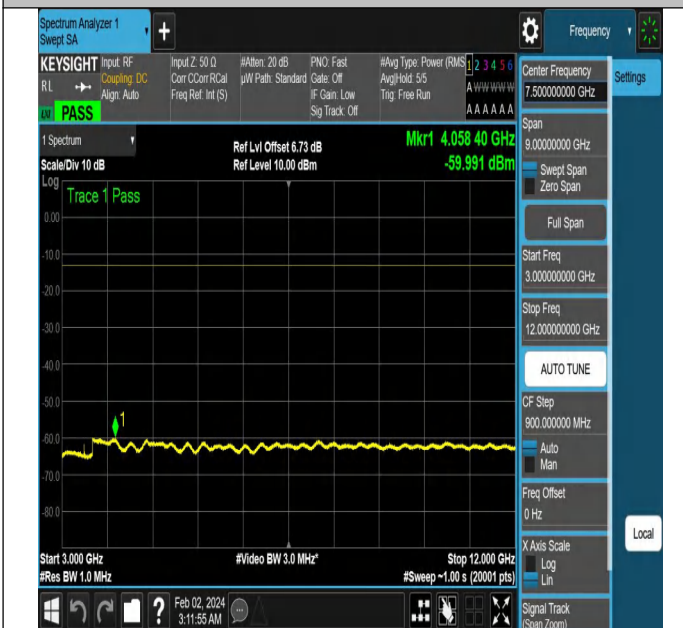 Spectrum Analyzer 1
Swept SA
+
Frequency
KEYSIGHT
RL
LXI
PASS
Input: RF
Coupling: DC
Align: Auto
Input Z: 50 Ω
Corr CCorr RCal
Freq Ref: Int (S)
#Atten: 20 dB
µW Path: Standard
PNO: Fast
Gate: Off
IF Gain: Low
Sig Track: Off
#Avg Type: Power (RMS
Avg|Hold: 5/5
Trig: Free Run
1 2 3 4 5 6
A W W W W W
A A A A A A
1 Spectrum
Scale/Div 10 dB
Log
Ref Lvl Offset 6.73 dB
Ref Level 10.00 dBm
Mkr1 4.058 40 GHz
-59.991 dBm
Trace 1 Pass
0.00
-10.0
-20.0
-30.0
-40.0
-50.0
-60.0
-70.0
-80.0
1
Start 3.000 GHz
#Res BW 1.0 MHz
#Video BW 3.0 MHz*
Stop 12.000 GHz
#Sweep ~1.00 s (20001 pts)
?
Feb 02, 2024
3:11:55 AM
Center Frequency
7.500000000 GHz
Span
9.00000000 GHz
Swept Span
Zero Span
Full Span
Start Freq
3.000000000 GHz
Stop Freq
12.000000000 GHz
AUTO TUNE
CF Step
900.000000 MHz
Auto
Man
Freq Offset
0 Hz
X Axis Scale
Log
Lin
Signal Track
(Span Zoom)
Settings
Local